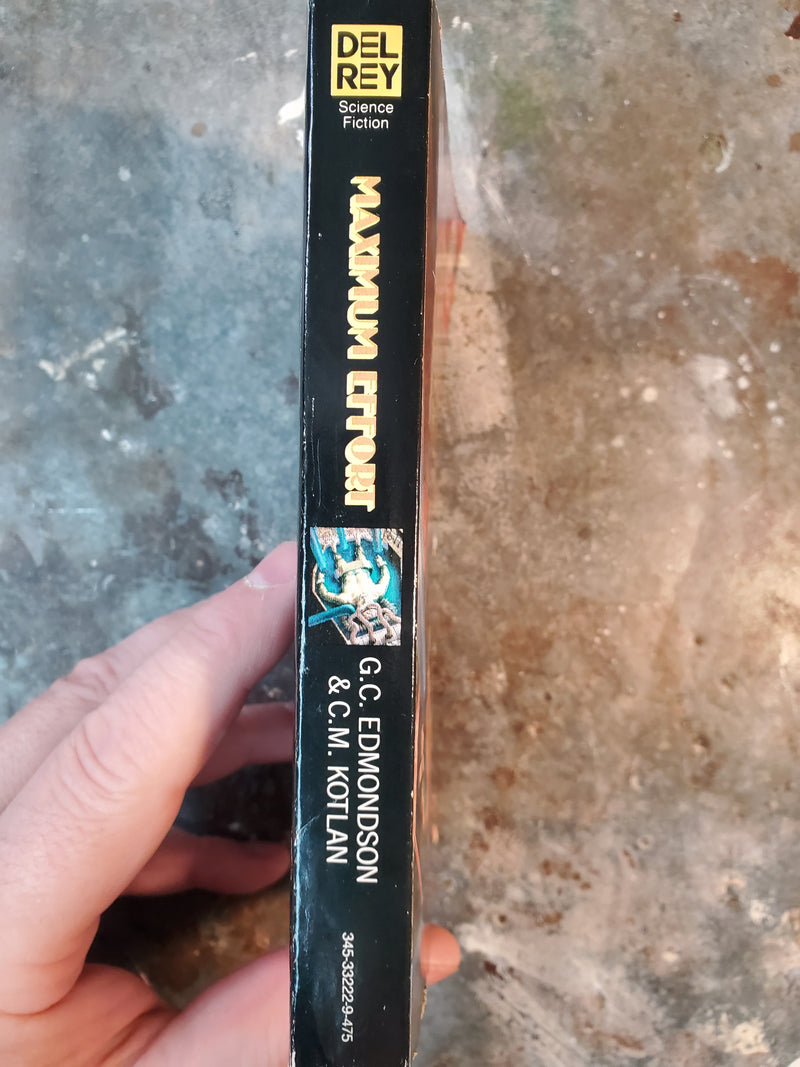 DEL
REY
Science
Fiction
MAXIMUM EFFORT
G.C. EDMONDSON
& C.M. KOTLAN
345-33222-9-475